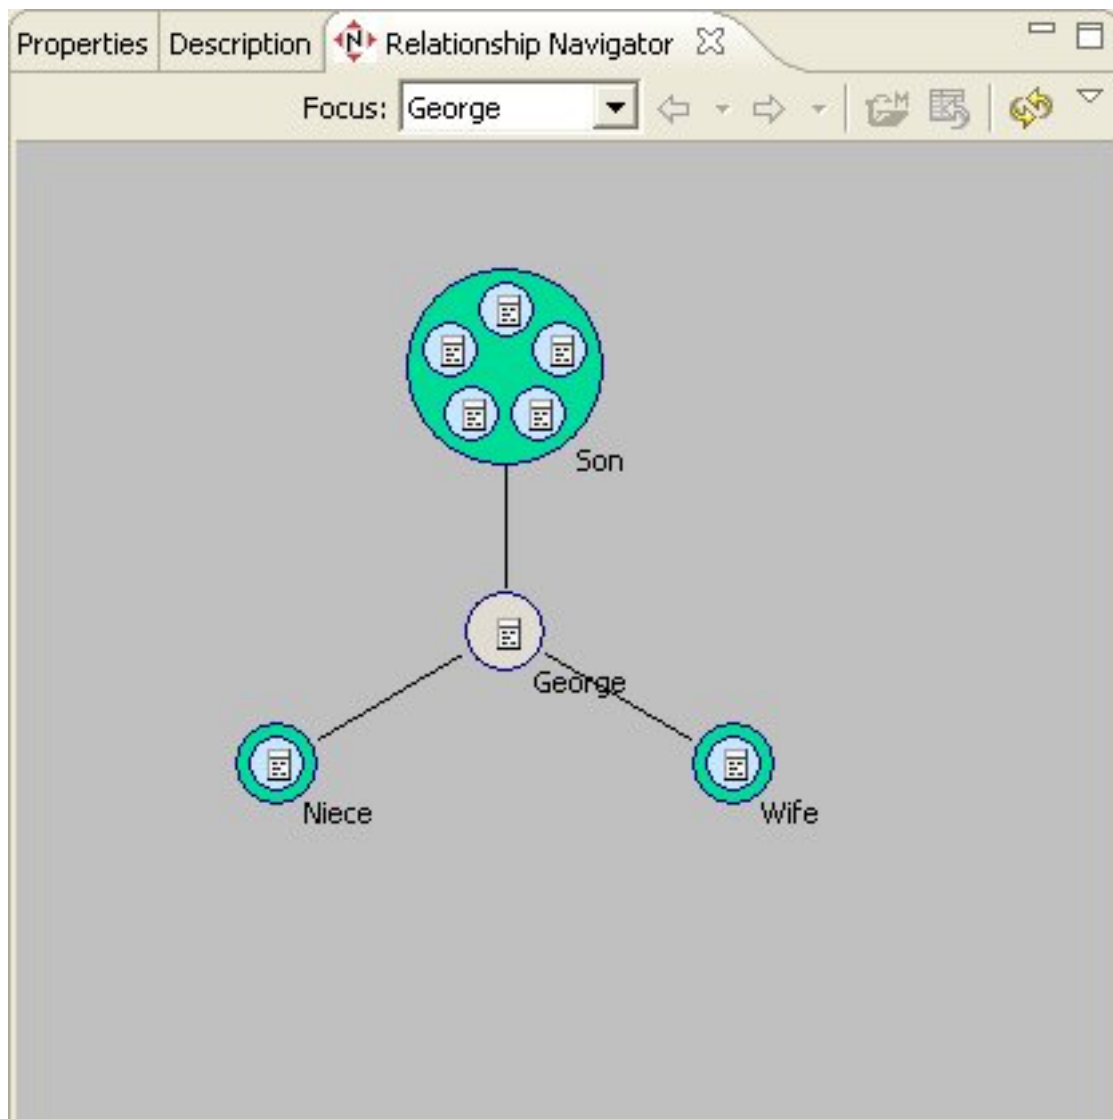 Properties Description N Relationship Navigator
Focus: George M
Son
George
Niece
Wife